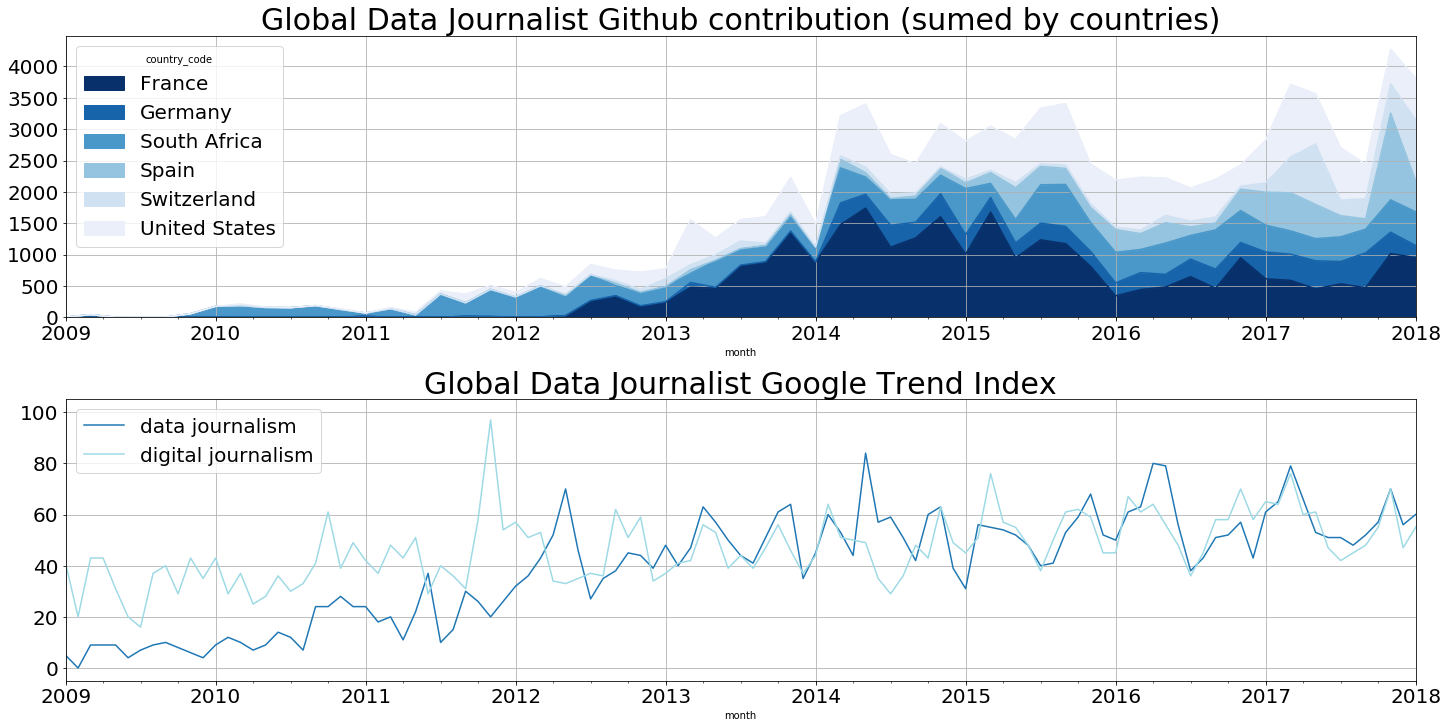 Global Data Journalist Github contribution (sumed by countries)
country_code
France
Germany
South Africa
Spain
Switzerland
United States
4000
3500
3000
2500
2000
1500
1000
500
0
2009 2010 2011 2012 2013 2014 2015 2016 2017 2018
month
Global Data Journalist Google Trend Index
data journalism
digital journalism
100
80
60
40
20
0
2009 2010 2011 2012 2013 2014 2015 2016 2017 2018
month